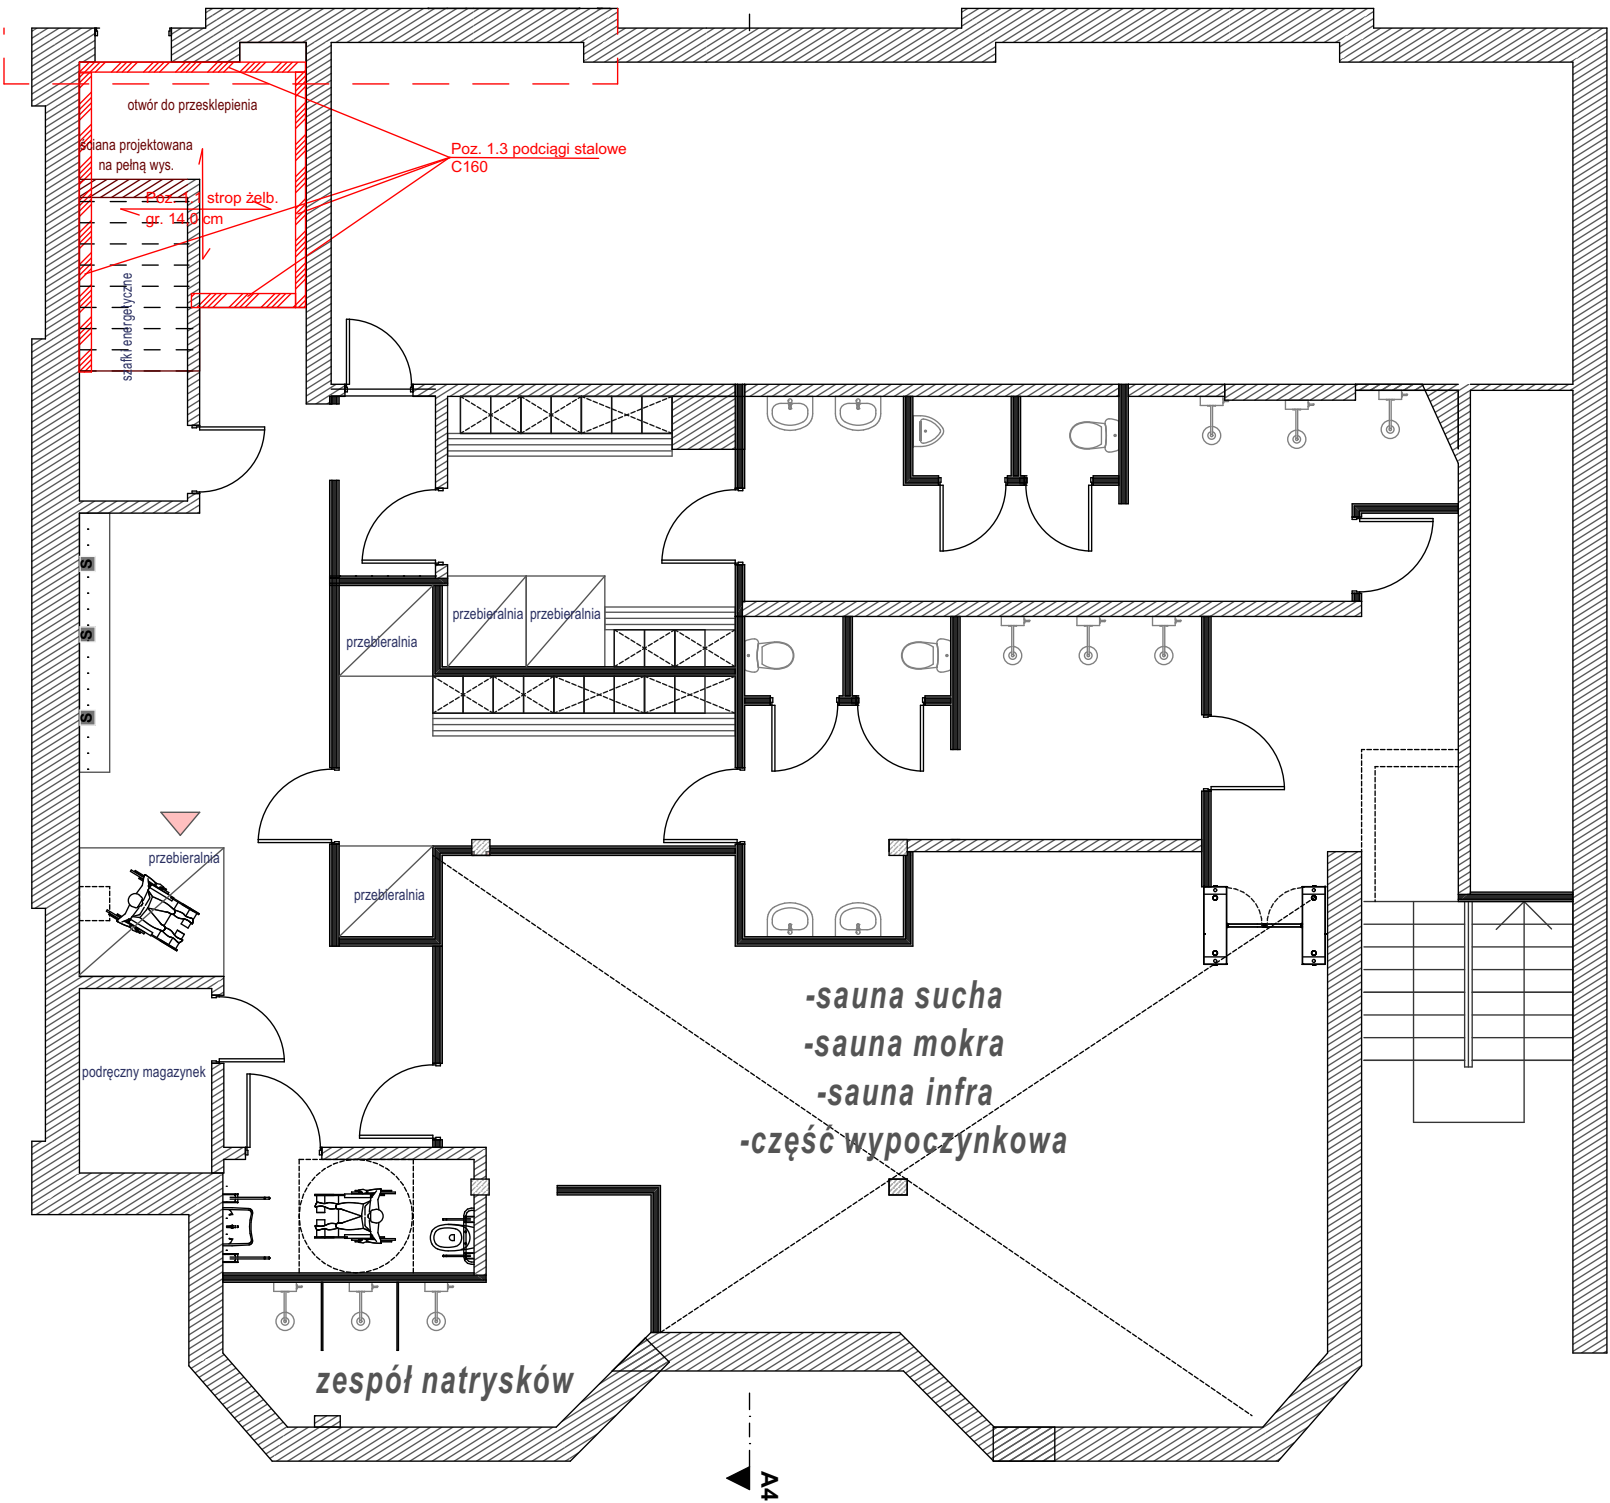 otwór do przesklepienia
ściana projektowana
na pełną wys.
Poz. 1.3 podciągi stalowe
C160
Poz. 1.1 strop żelb.
gr. 14.0 cm
szafki energetyczne
S
S
S
przebieralnia
przebieralnia
przebieralnia
przebieralnia
przebieralnia
podręczny magazynek
-sauna sucha
-sauna mokra
-sauna infra
-część wypoczynkowa
zespół natrysków
A4